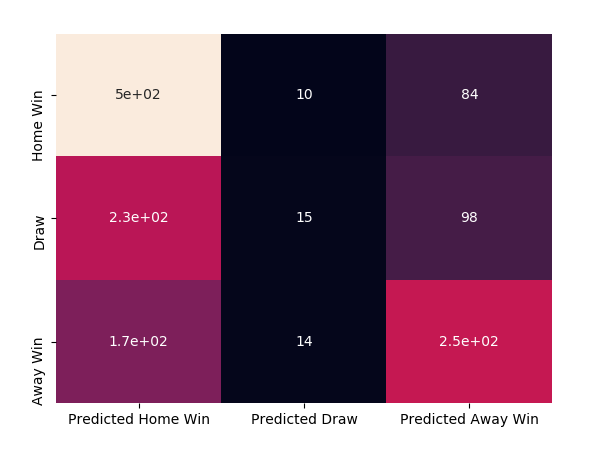 Home Win
5e+02
10
84
Draw
2.3e+02
15
98
Away Win
1.7e+02
14
2.5e+02
Predicted Home Win
Predicted Draw
Predicted Away Win